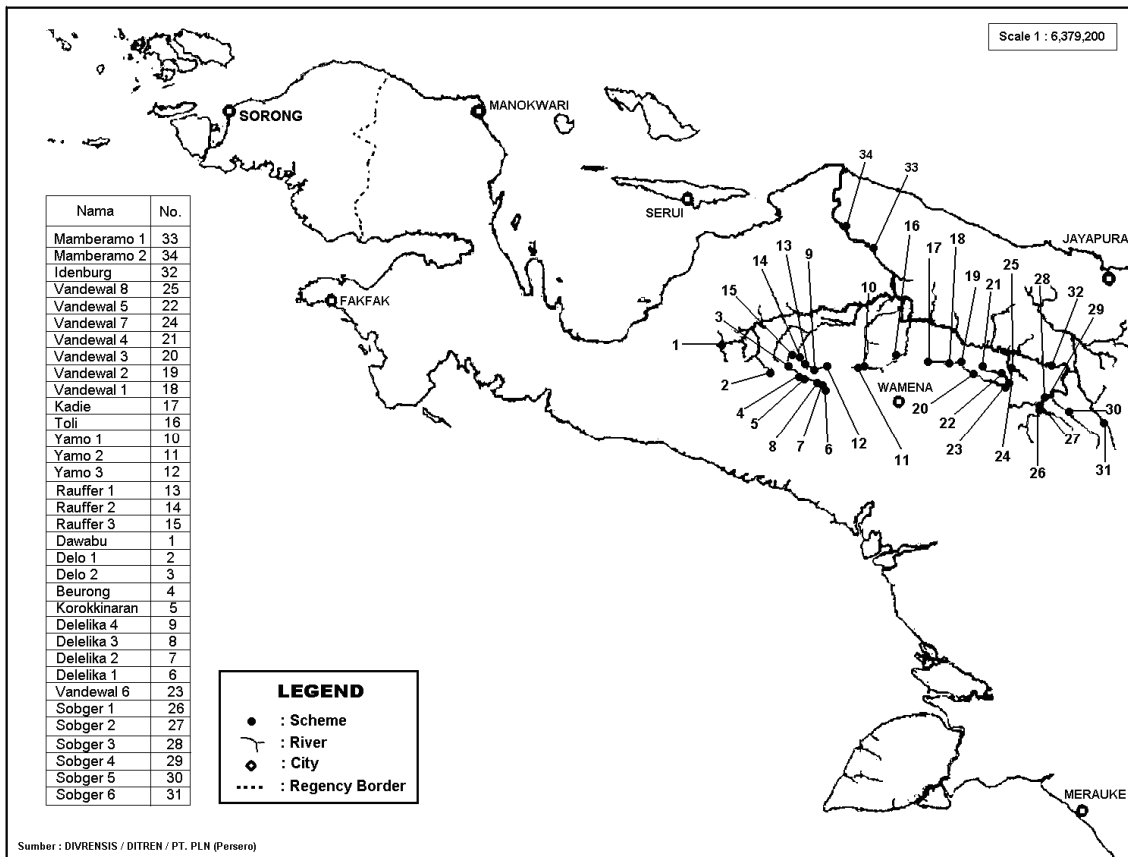 Scale 1 : 6,379,200
SORONG
MANOKWARI
SERUI
JAYAPURA
FAKFAK
WAMENA
MERAUKE
34
33
16
13
9
14
10
17
18
25
15
19
21
28
32
29
3
1
2
4
5
8
7
6
12
11
20
22
23
24
26
27
30
31
Nama No.
Mamberamo 1 33
Mamberamo 2 34
Idenburg 32
Vandewal 8 25
Vandewal 5 22
Vandewal 7 24
Vandewal 4 21
Vandewal 3 20
Vandewal 2 19
Vandewal 1 18
Kadie 17
Toli 16
Yamo 1 10
Yamo 2 11
Yamo 3 12
Rauffer 1 13
Rauffer 2 14
Rauffer 3 15
Dawabu 1
Delo 1 2
Delo 2 3
Beurong 4
Korokkinaran 5
Delelika 4 9
Delelika 3 8
Delelika 2 7
Delelika 1 6
Vandewal 6 23
Sobger 1 26
Sobger 2 27
Sobger 3 28
Sobger 4 29
Sobger 5 30
Sobger 6 31
LEGEND
: Scheme
: River
: City
: Regency Border
Sumber : DIVRENSIS / DITREN / PT. PLN (Persero)